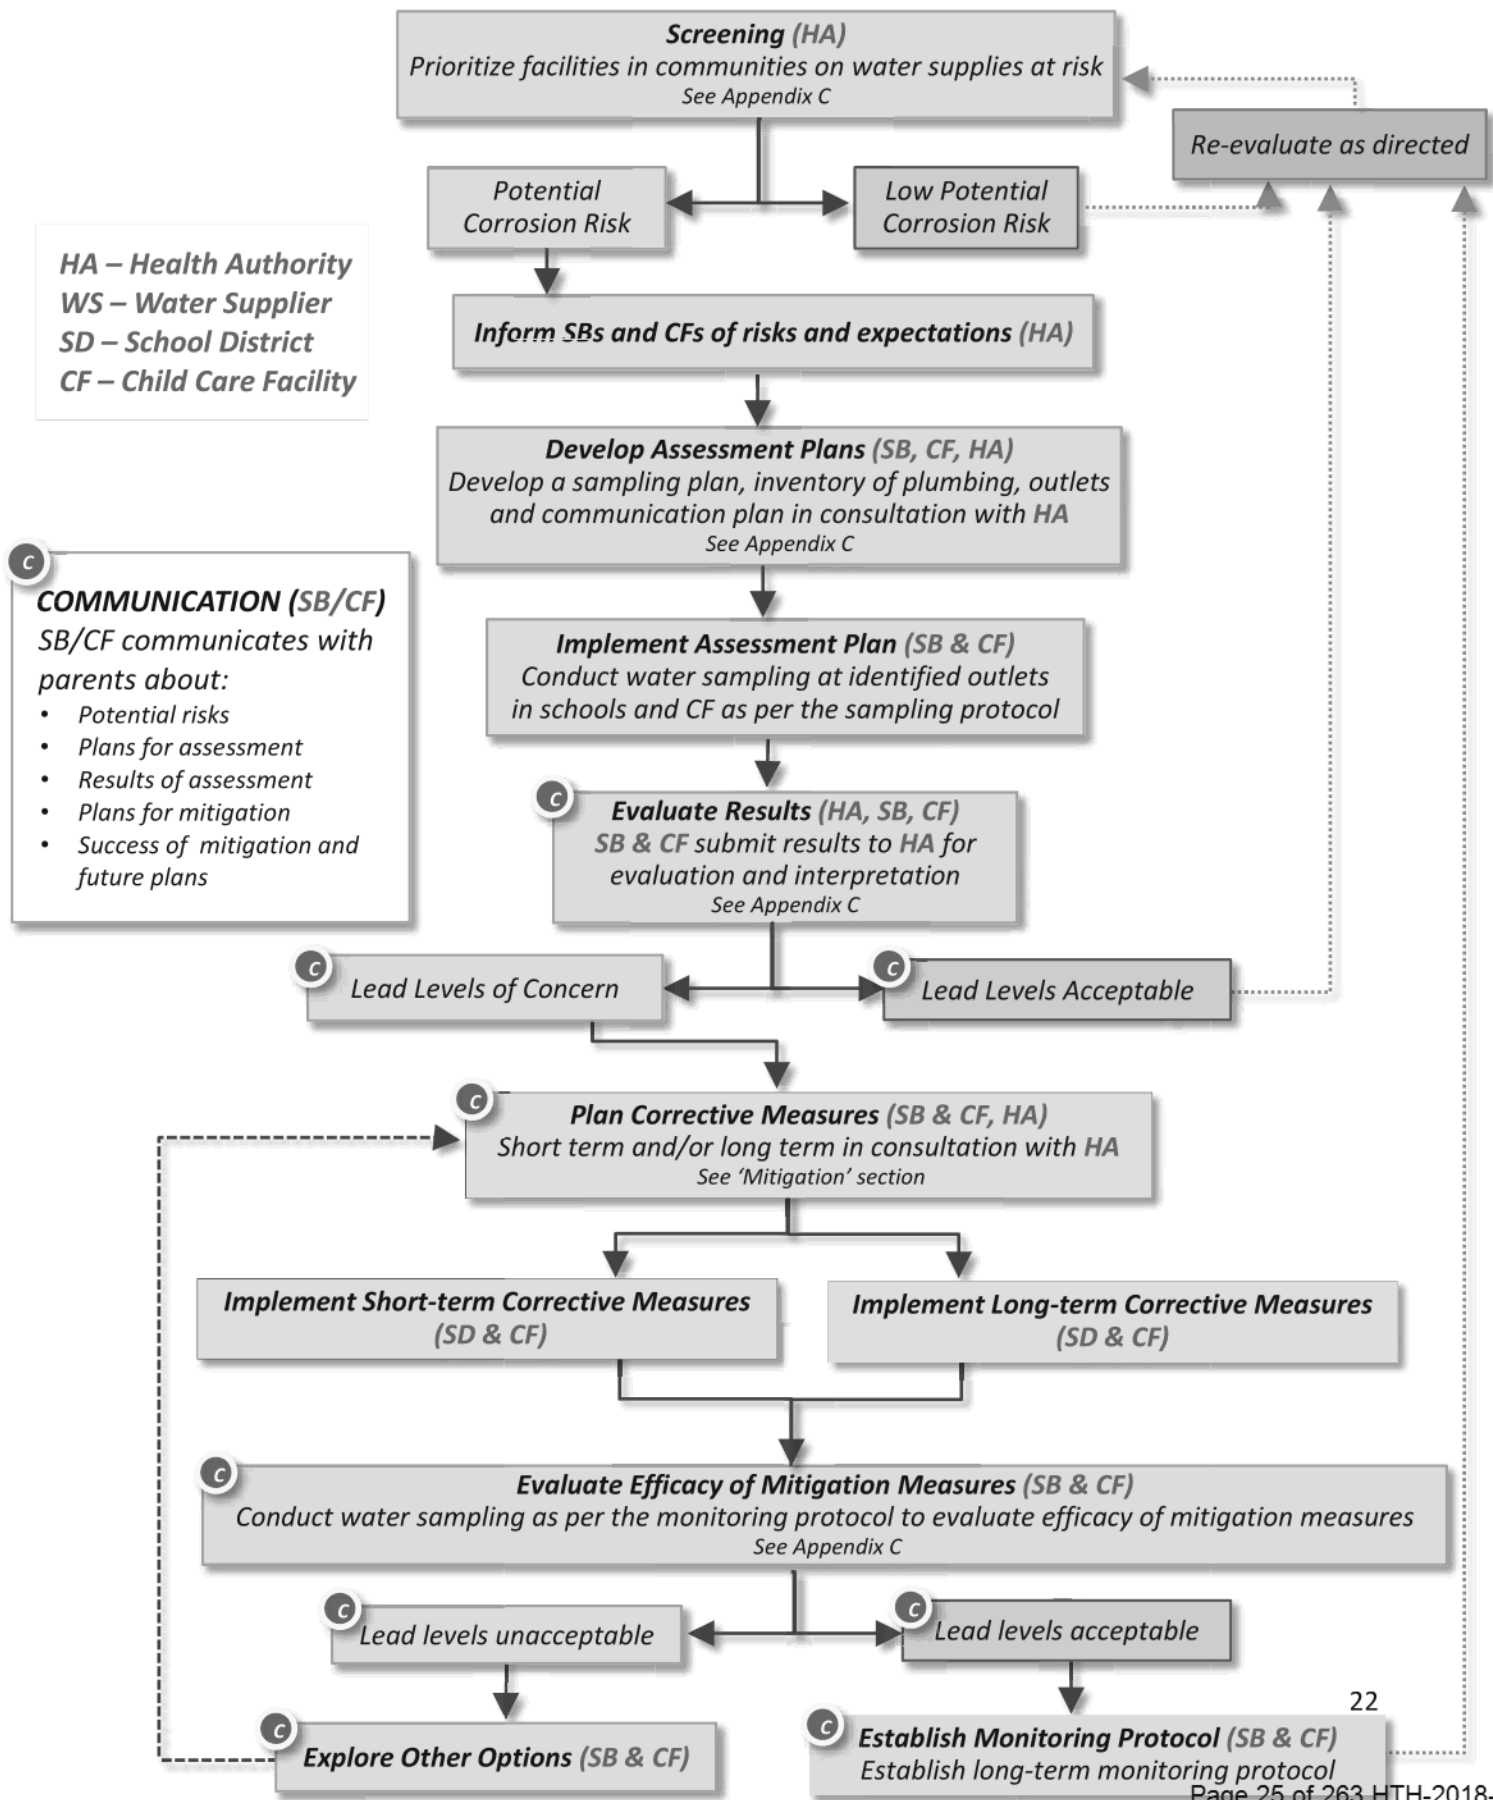 Screening (HA)
Prioritize facilities in communities on water supplies at risk
See Appendix C
Re-evaluate as directed
Potential
Corrosion Risk
Low Potential
Corrosion Risk
HA – Health Authority
WS – Water Supplier
SD – School District
CF – Child Care Facility
Inform SBs and CFs of risks and expectations (HA)
Develop Assessment Plans (SB, CF, HA)
Develop a sampling plan, inventory of plumbing, outlets
and communication plan in consultation with HA
See Appendix C
c
COMMUNICATION (SB/CF)
SB/CF communicates with
parents about:
• Potential risks
• Plans for assessment
• Results of assessment
• Plans for mitigation
• Success of mitigation and
future plans
Implement Assessment Plan (SB & CF)
Conduct water sampling at identified outlets
in schools and CF as per the sampling protocol
c
Evaluate Results (HA, SB, CF)
SB & CF submit results to HA for
evaluation and interpretation
See Appendix C
c
Lead Levels of Concern
c
Lead Levels Acceptable
c
Plan Corrective Measures (SB & CF, HA)
Short term and/or long term in consultation with HA
See ‘Mitigation’ section
Implement Short-term Corrective Measures
(SD & CF)
Implement Long-term Corrective Measures
(SD & CF)
c
Evaluate Efficacy of Mitigation Measures (SB & CF)
Conduct water sampling as per the monitoring protocol to evaluate efficacy of mitigation measures
See Appendix C
c
Lead levels unacceptable
c
Lead levels acceptable
22
c
Explore Other Options (SB & CF)
c
Establish Monitoring Protocol (SB & CF)
Establish long-term monitoring protocol
Page 25 of 263 HTH-2018-